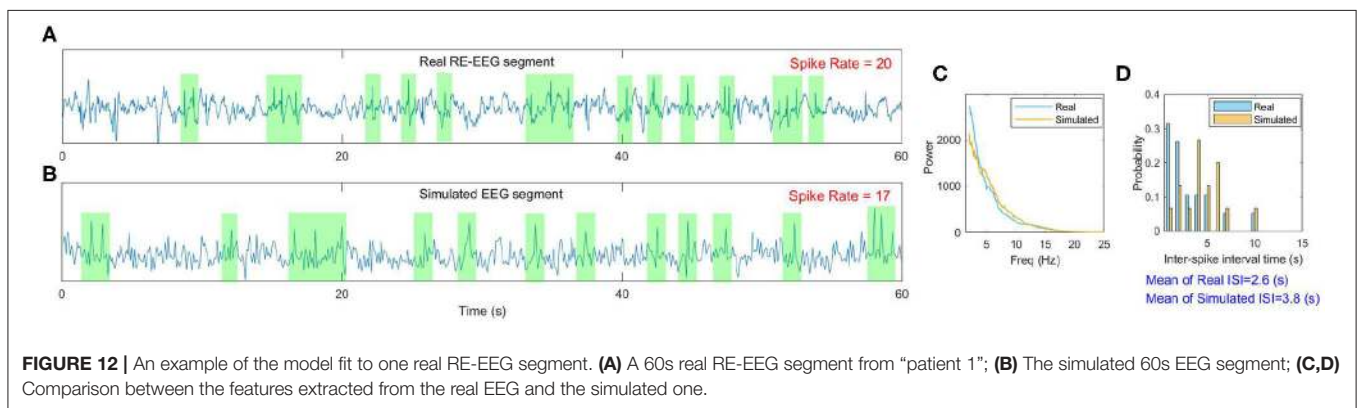 A
Real RE-EEG segment
Spike Rate = 20
0 20 40 60
B
Simulated EEG segment
Spike Rate = 17
0 20 40 60
Time (s)
C
Real
Simulated
Power
2000
1000
0
5 10 15 20 25
Freq (Hz)
D
Real
Simulated
Probability
0.4
0.3
0.2
0.1
0
0 5 10 15
Inter-spike interval time (s)
Mean of Real ISI=2.6 (s)
Mean of Simulated ISI=3.8 (s)
FIGURE 12 | An example of the model fit to one real RE-EEG segment. (A) A 60s real RE-EEG segment from “patient 1”; (B) The simulated 60s EEG segment; (C,D)
Comparison between the features extracted from the real EEG and the simulated one.